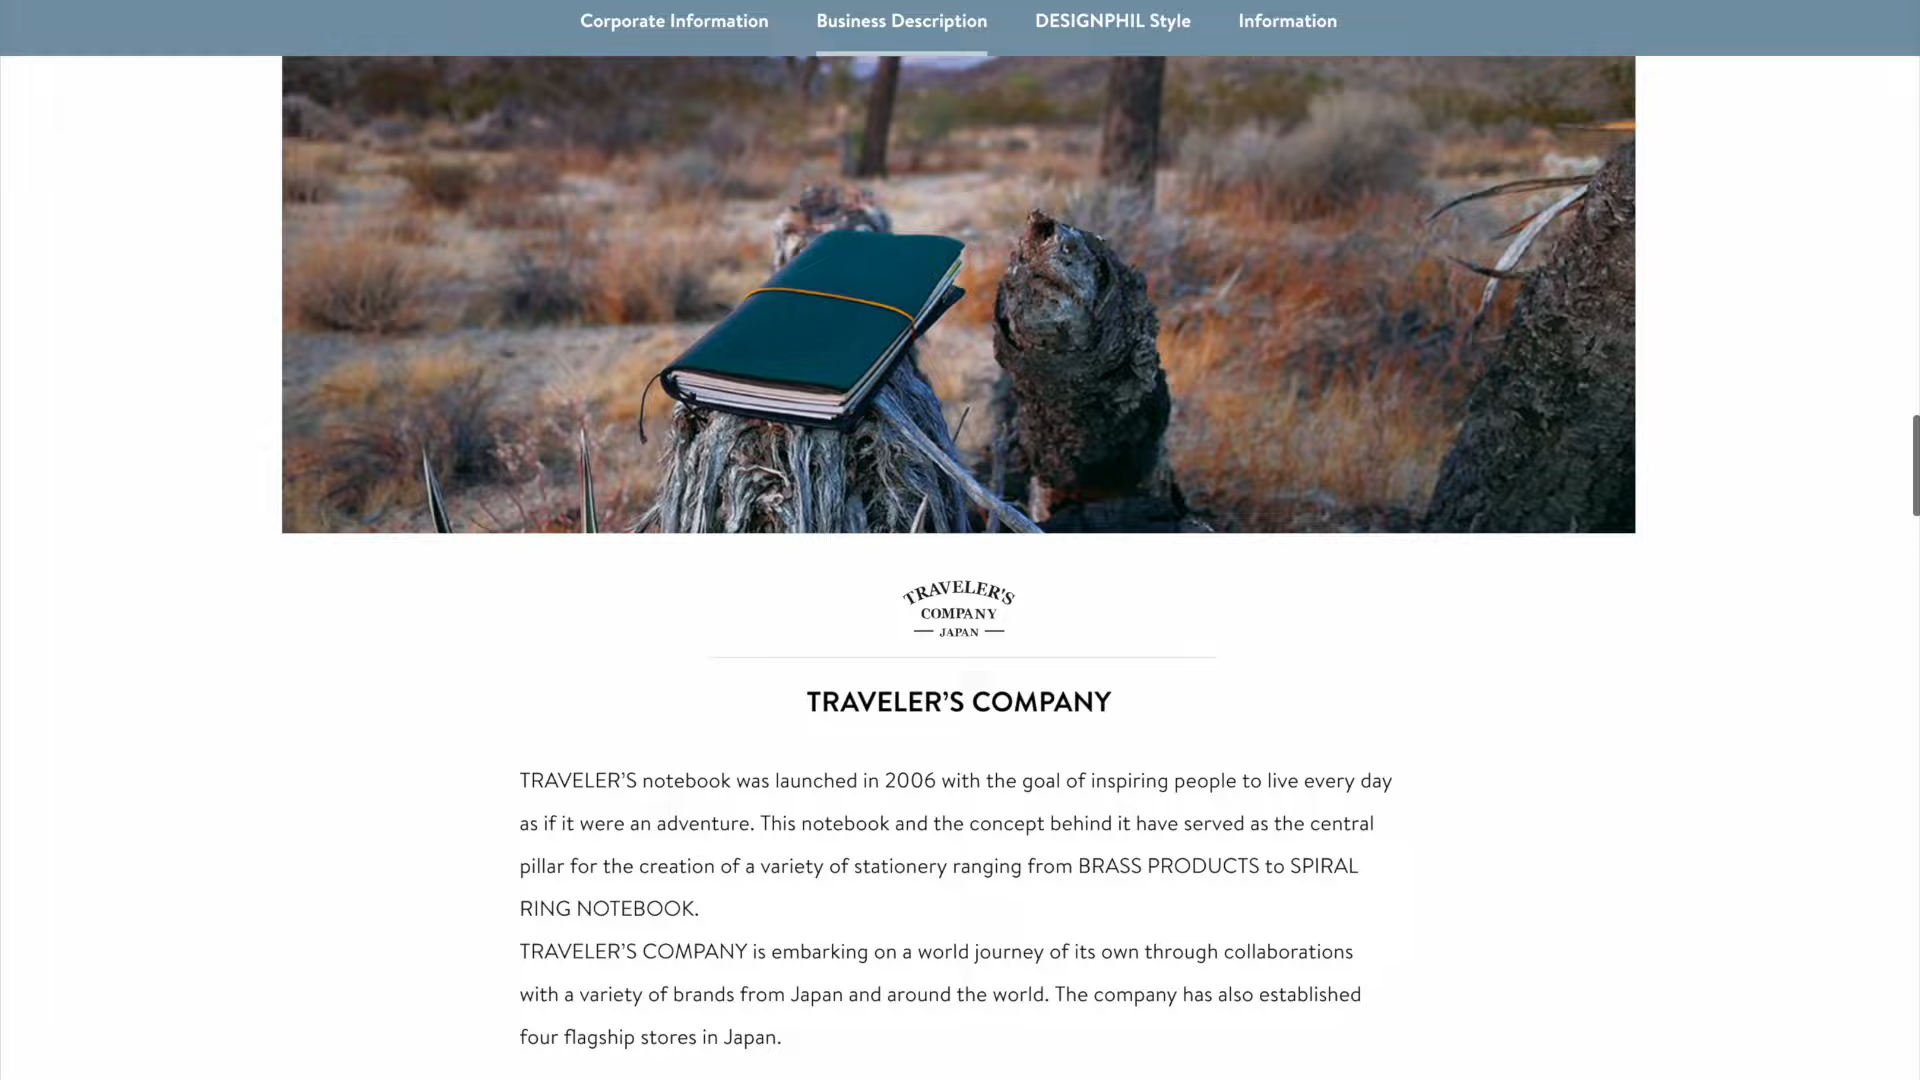 Corporate Information Business Description DESIGNPHIL Style Information
TRAVELER'S
COMPANY
JAPAN
TRAVELER’S COMPANY
TRAVELER’S notebook was launched in 2006 with the goal of inspiring people to live every day
as if it were an adventure. This notebook and the concept behind it have served as the central
pillar for the creation of a variety of stationery ranging from BRASS PRODUCTS to SPIRAL
RING NOTEBOOK.
TRAVELER’S COMPANY is embarking on a world journey of its own through collaborations
with a variety of brands from Japan and around the world. The company has also established
four flagship stores in Japan.